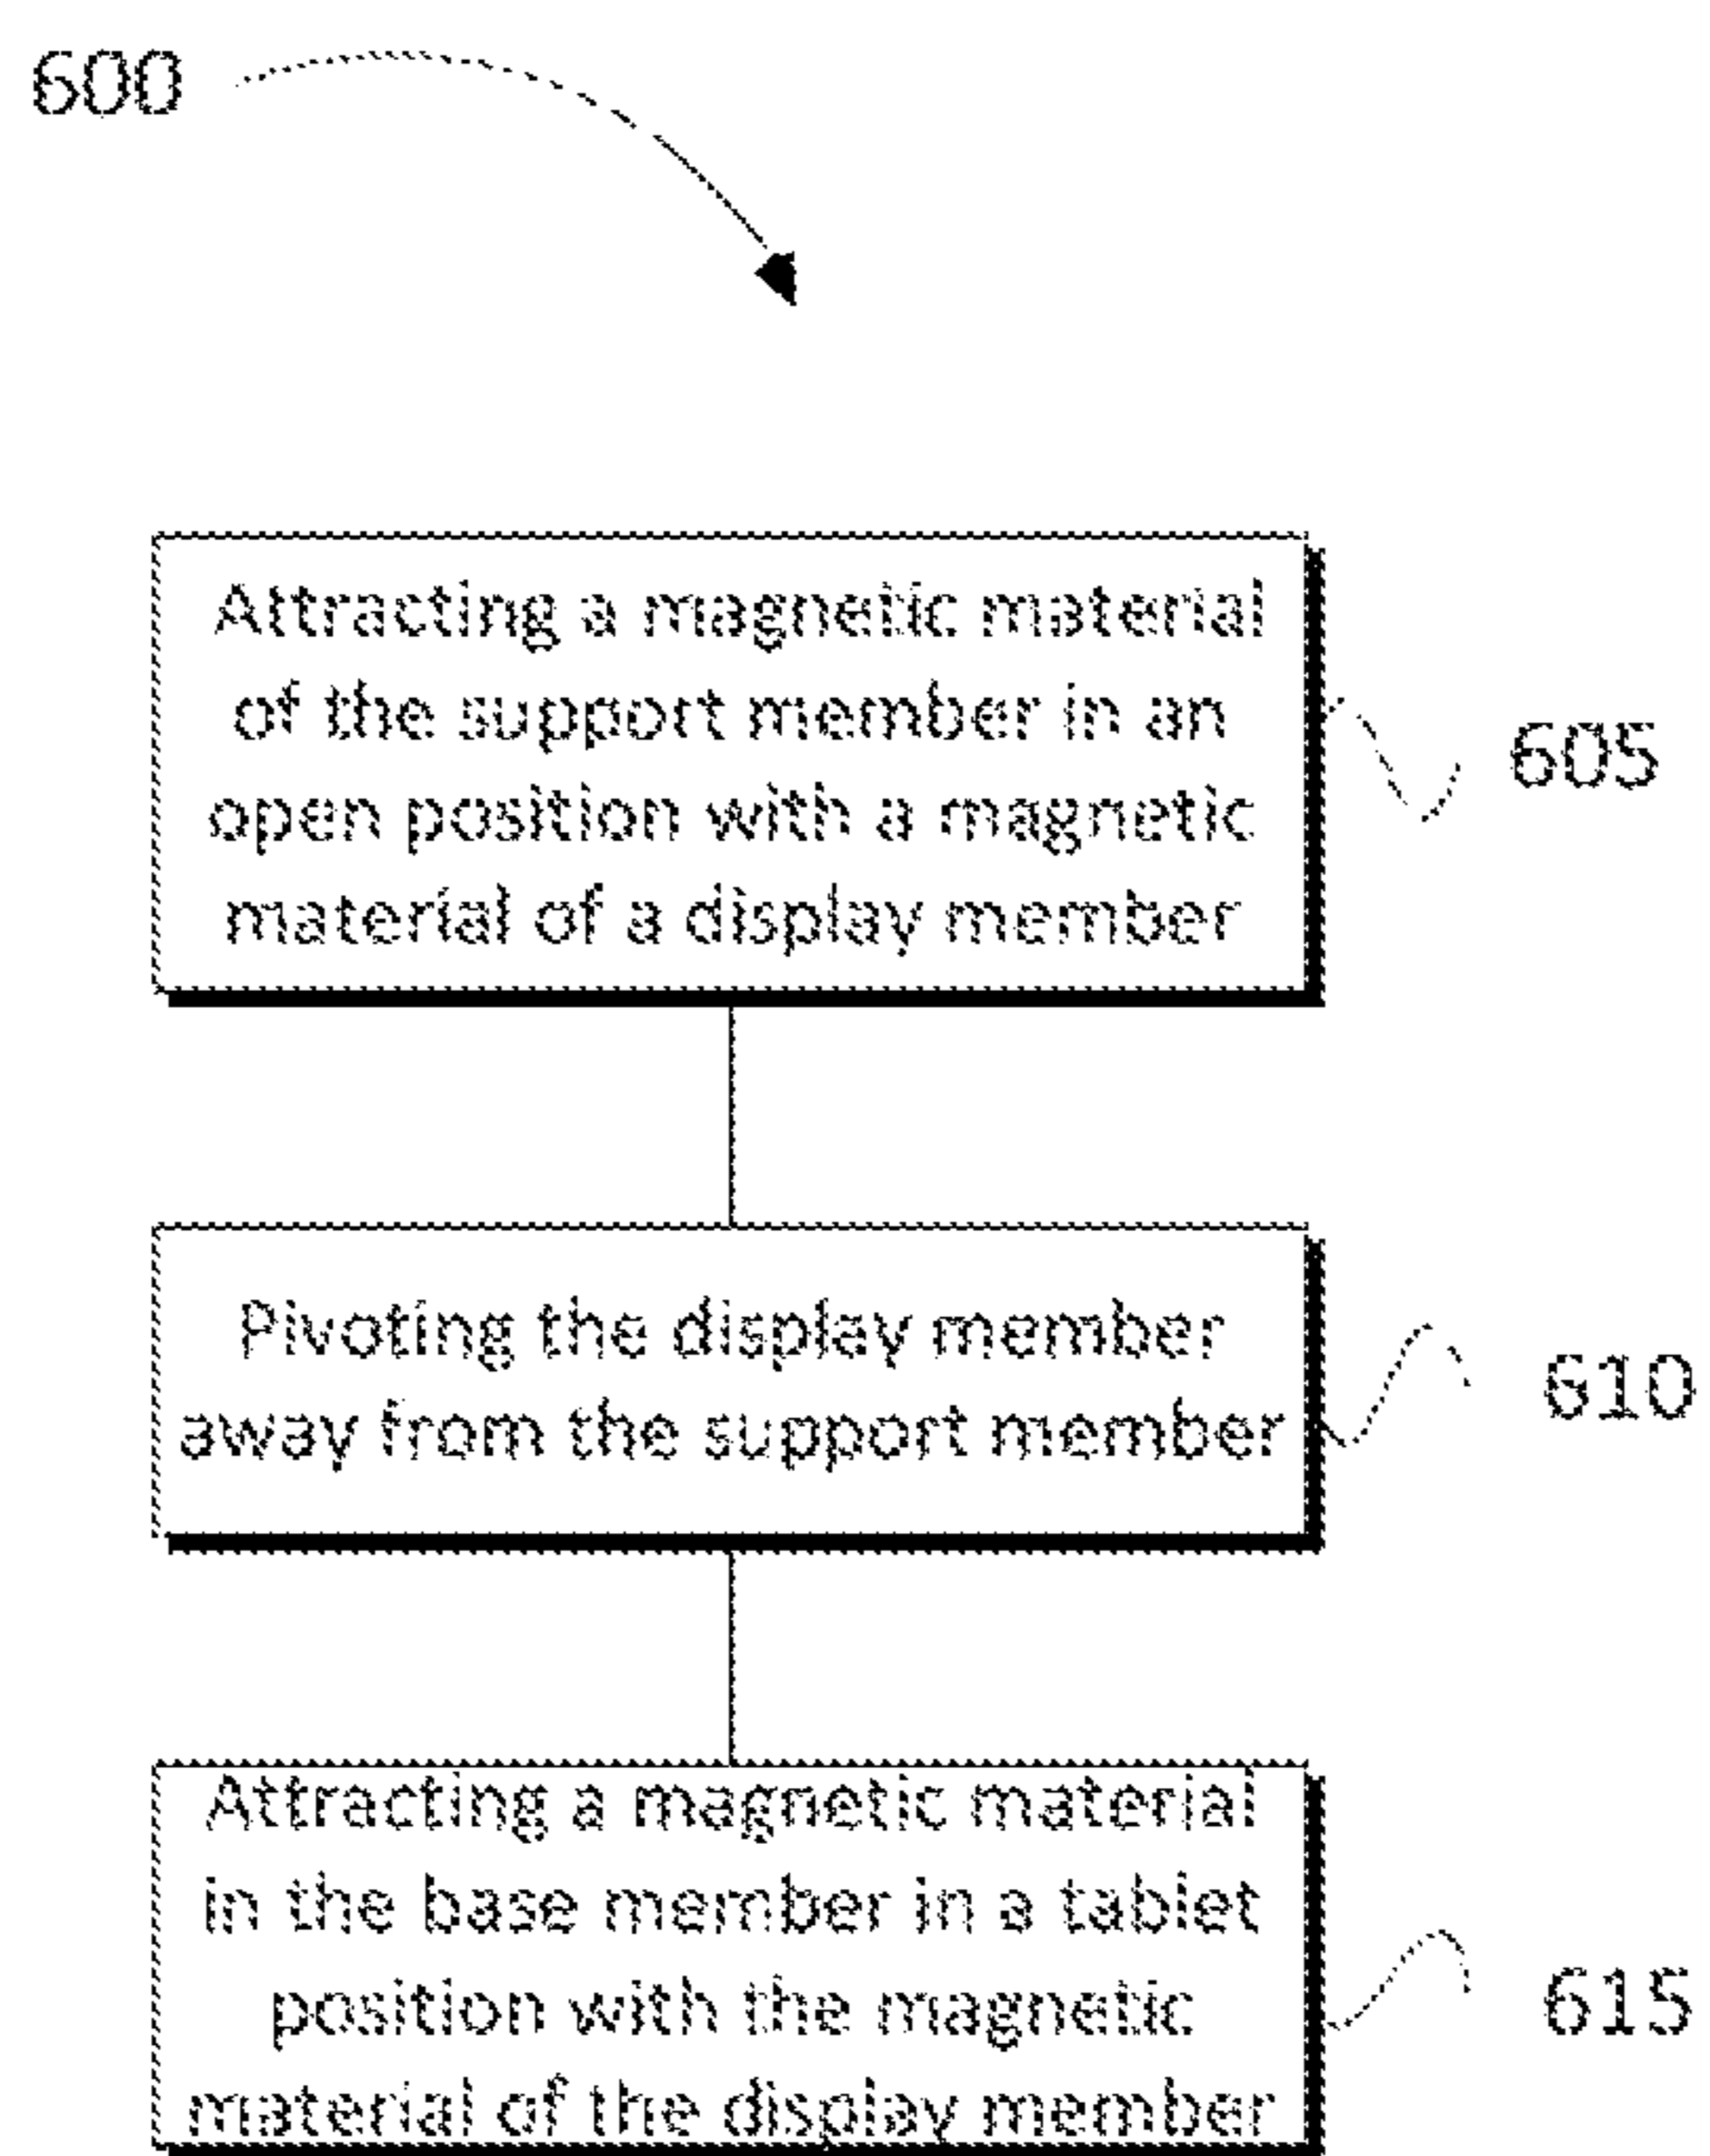 600
Attracting a magnetic material
of the support member in an
open position with a magnetic
material of a display member
605
Pivoting the display member
away from the support member
610
Attracting a magnetic material
in the base member in a tablet
position with the magnetic
material of the display member
615